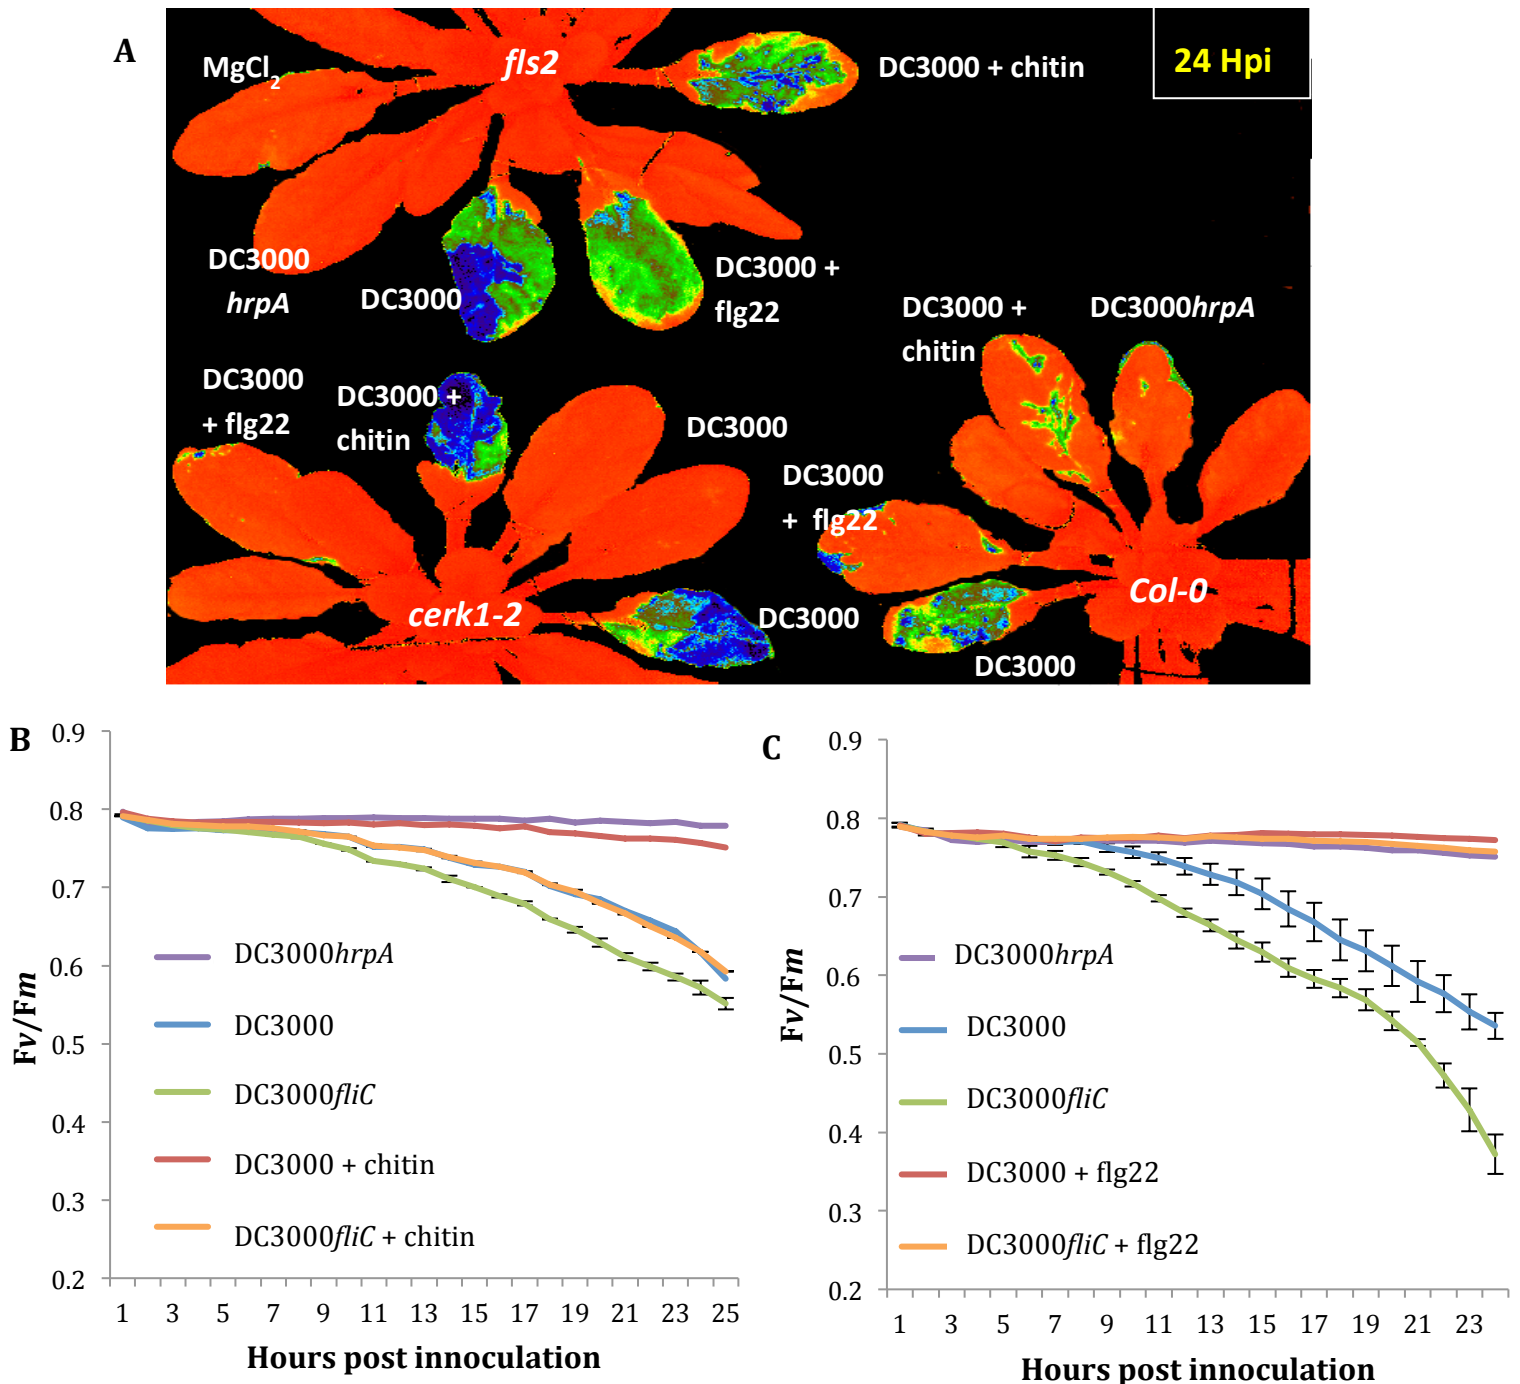 A
24 Hpi
MgCl2
fls2
DC3000 + chitin
DC3000
hrpA
DC3000
DC3000 +
flg22
DC3000
+ flg22
DC3000 +
chitin
DC3000
DC3000
cerk1-2
DC3000 +
chitin
DC3000hrpA
DC3000
+ flg22
Col-0
DC3000
B
0.9
0.8
0.7
0.6
0.5
0.4
0.3
0.2
Fv/Fm
DC3000hrpA
DC3000
DC3000fliC
DC3000 + chitin
DC3000fliC + chitin
1 3 5 7 9 11 13 15 17 19 21 23 25
Hours post innoculation
C
0.9
0.8
0.7
0.6
0.5
0.4
0.3
0.2
Fv/Fm
DC3000hrpA
DC3000
DC3000fliC
DC3000 + flg22
DC3000fliC + flg22
1 3 5 7 9 11 13 15 17 19 21 23
Hours post innoculation